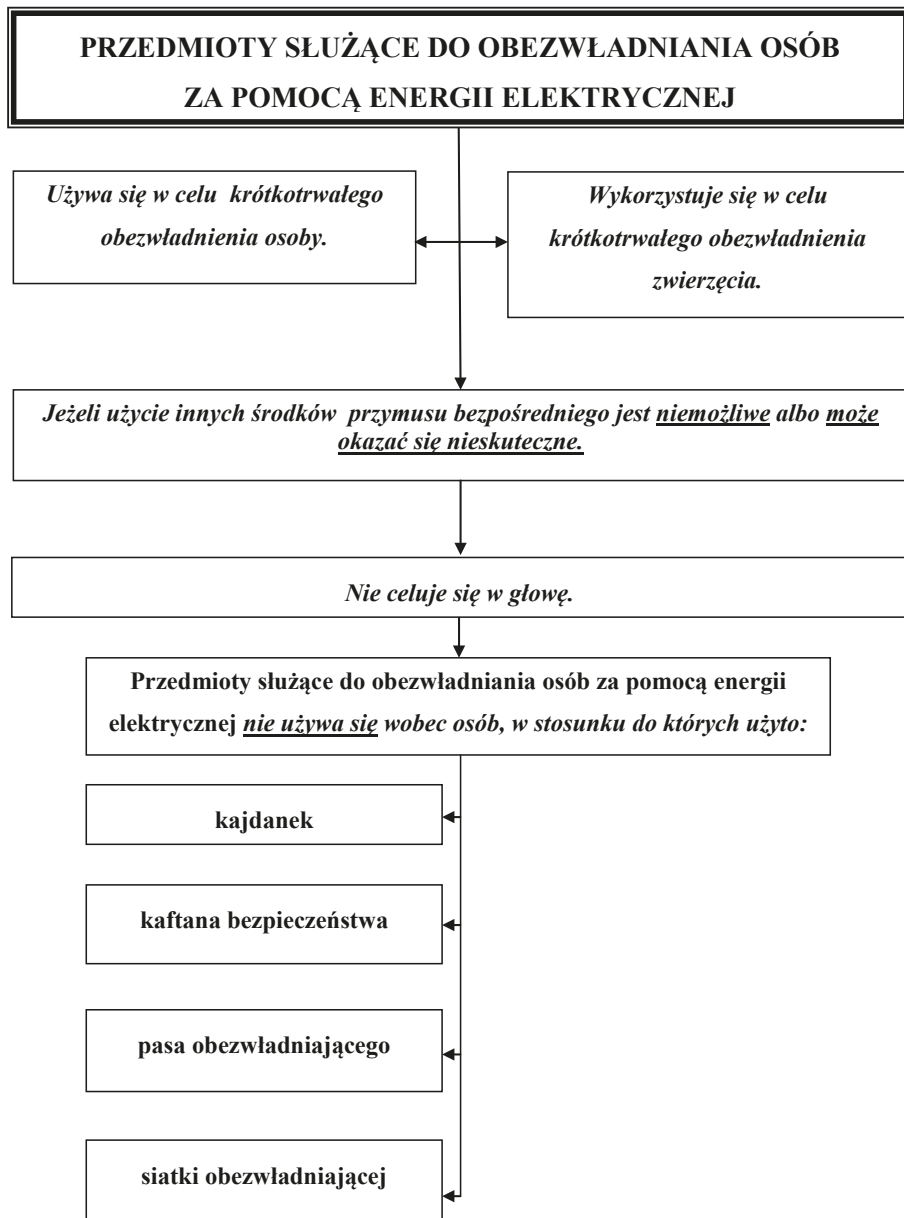 PRZEDMIOTY SŁUŻĄCE DO OBEZWŁADNIANIA OSÓB
ZA POMOCĄ ENERGII ELEKTRYCZNEJ
Używa się w celu krótkotrwałego
obezwładnienia osoby.
Wykorzystuje się w celu
krótkotrwałego obezwładnienia
zwierzęcia.
Jeżeli użycie innych środków przymusu bezpośredniego jest niemożliwe albo może
okazać się nieskuteczne.
Nie celuje się w głowę.
Przedmioty służące do obezwładniania osób za pomocą energii
elektrycznej nie używa się wobec osób, w stosunku do których użyto:
kajdanek
kaftana bezpieczeństwa
pasa obezwładniającego
siatki obezwładniającej